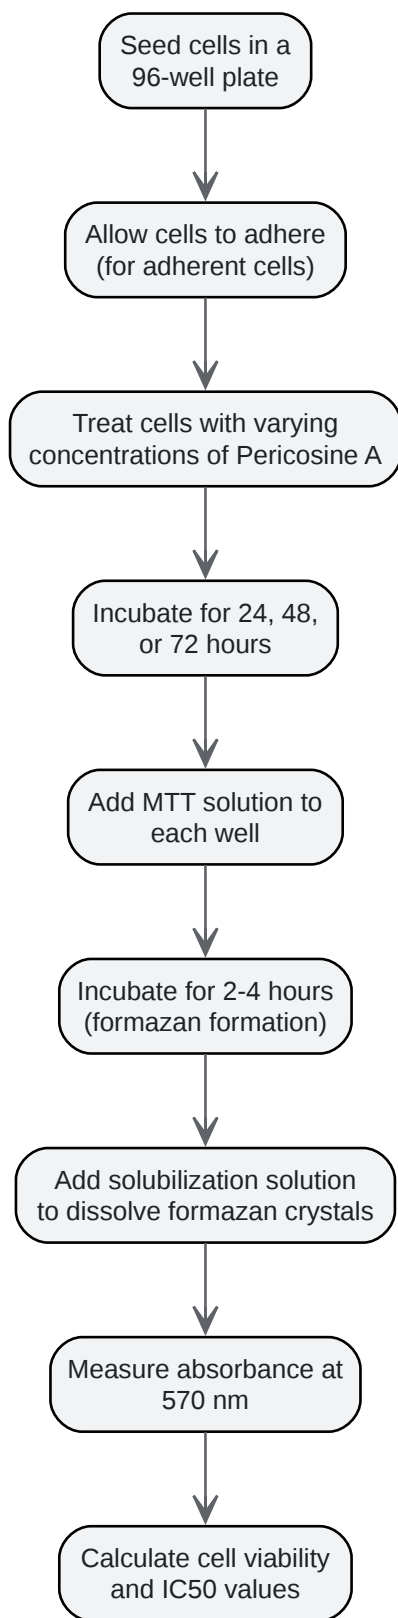 Seed cells in a
96-well plate
Allow cells to adhere
(for adherent cells)
Treat cells with varying
concentrations of Pericosine A
Incubate for 24, 48,
or 72 hours
Add MTT solution to
each well
Incubate for 2-4 hours
(formazan formation)
Add solubilization solution
to dissolve formazan crystals
Measure absorbance at
570 nm
Calculate cell viability
and IC50 values